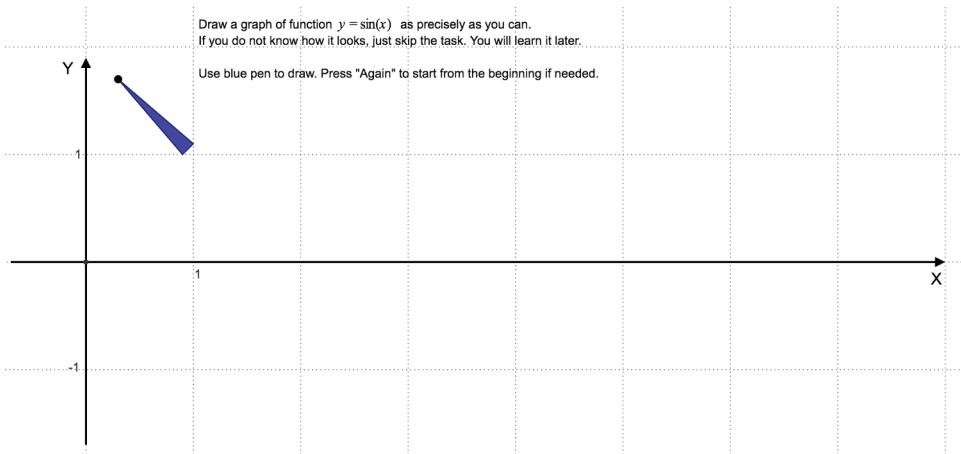 Draw a graph of function y = sin(x) as precisely as you can.
If you do not know how it looks, just skip the task. You will learn it later.
Use blue pen to draw. Press "Again" to start from the beginning if needed.
Y
1
1
X
-1